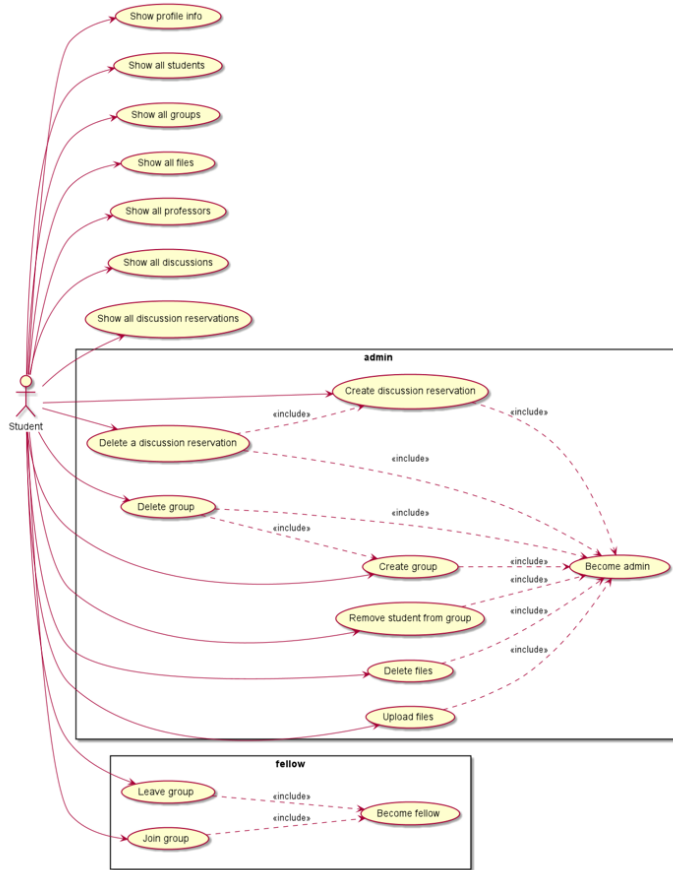 Show profile info
Show all students
Show all groups
Show all files
Show all professors
Show all discussions
Show all discussion reservations
admin
Create discussion reservation
«include»
«include»
Student
Delete a discussion reservation
«include»
Delete group
«include»
«include»
Create group
«include»
Become admin
«include»
Remove student from group
«include»
Delete files
«include»
Upload files
fellow
Leave group
«include»
Become fellow
«include»
Join group